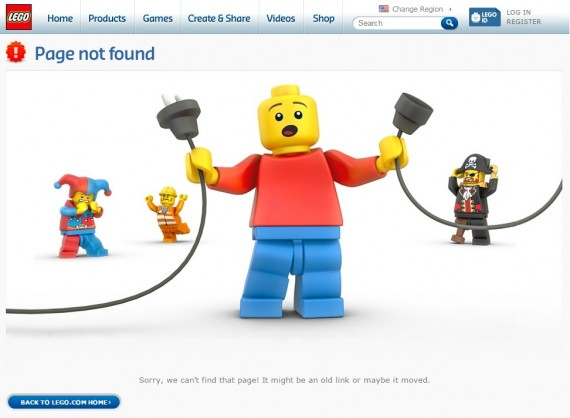 LEGO
Home Products Games Create & Share Videos Shop
Change Region
Search
LEGO ID
LOG IN
REGISTER
Page not found
Sorry, we can't find that page! It might be an old link or maybe it moved.
BACK TO LEGO.COM HOME ›